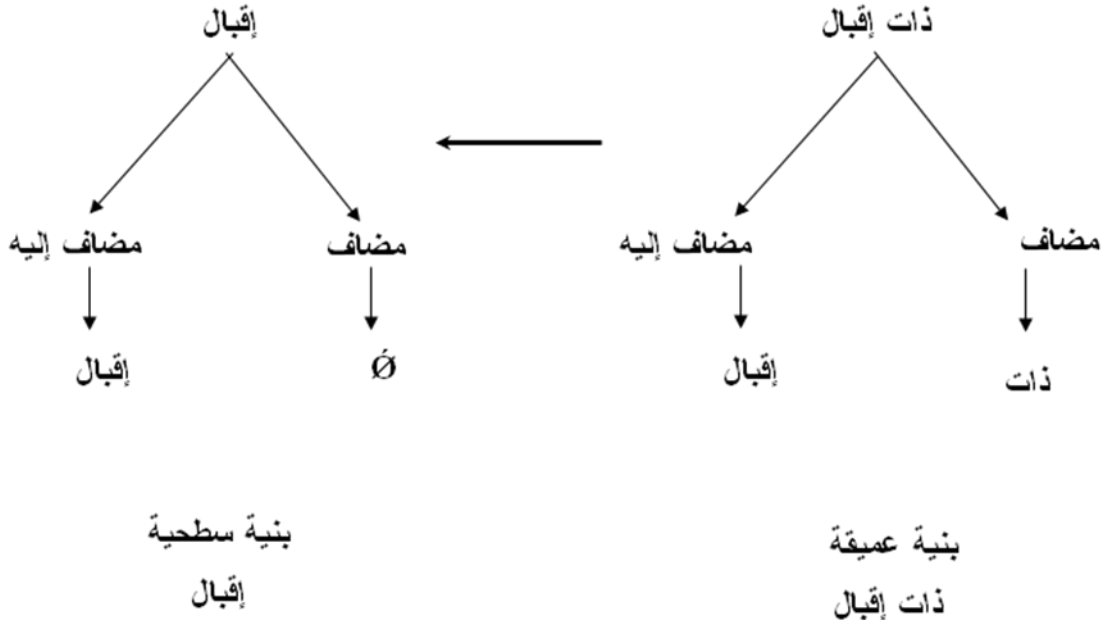 ذات إقبال
مضاف
مضاف إليه
ذات
إقبال
بنية عميقة
ذات إقبال
إقبال
مضاف
مضاف إليه
Ǿ
إقبال
بنية سطحية
إقبال